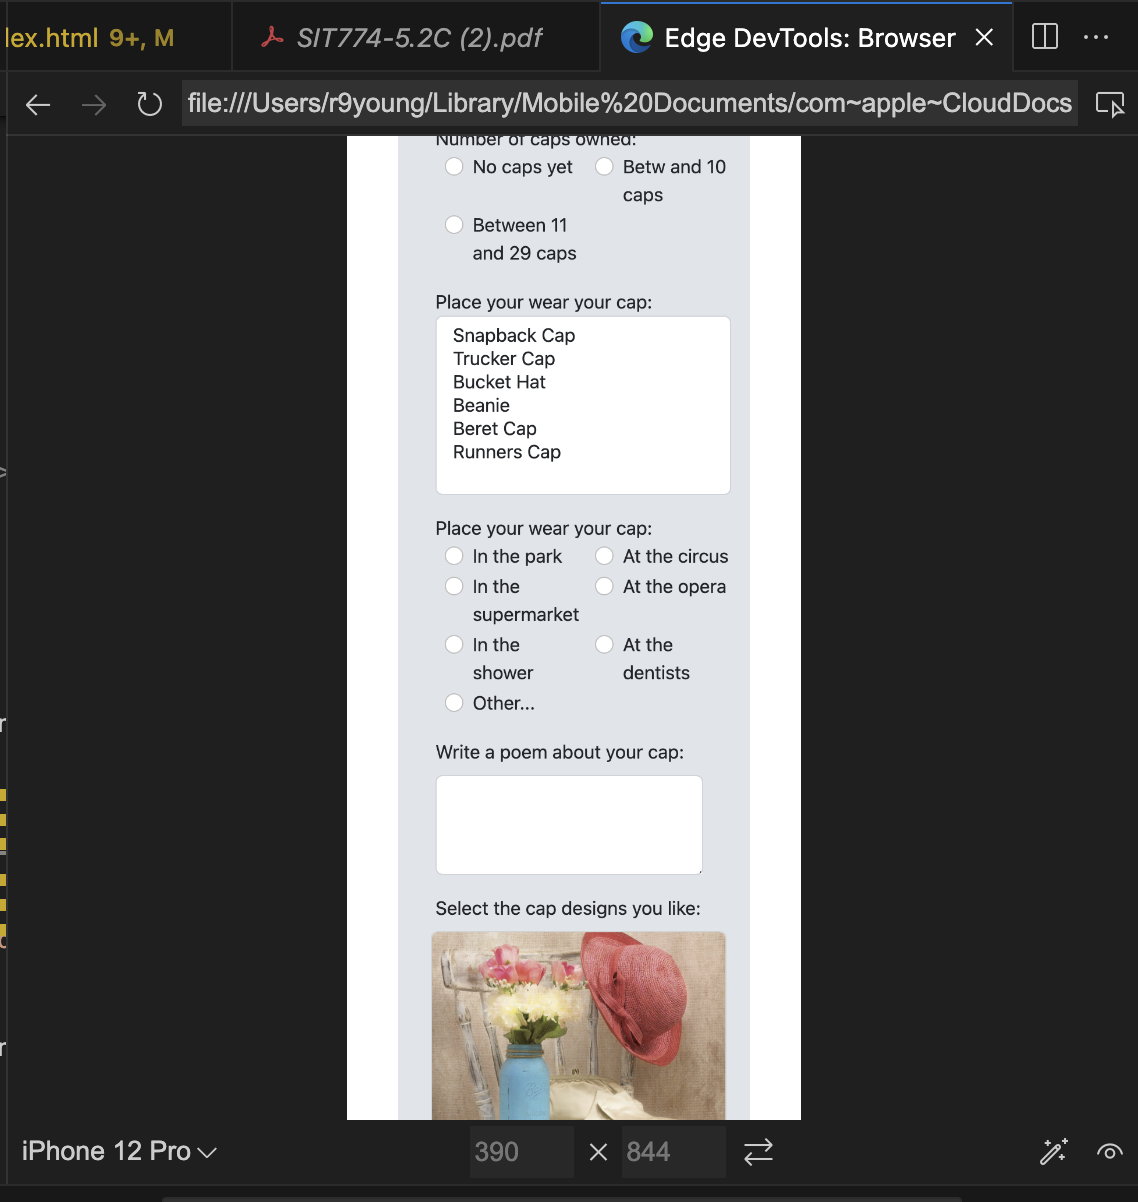 lex.html 9+, M
SIT774-5.2C (2).pdf
Edge DevTools: Browser
file:///Users/r9young/Library/Mobile%20Documents/com~apple~CloudDocs
Number of caps owned:
No caps yet
Betw and 10
caps
Between 11
and 29 caps
Place your wear your cap:
Snapback Cap
Trucker Cap
Bucket Hat
Beanie
Beret Cap
Runners Cap
Place your wear your cap:
In the park
At the circus
In the
supermarket
At the opera
In the
shower
At the
dentists
Other...
Write a poem about your cap:
Select the cap designs you like:
iPhone 12 Pro
390 × 844